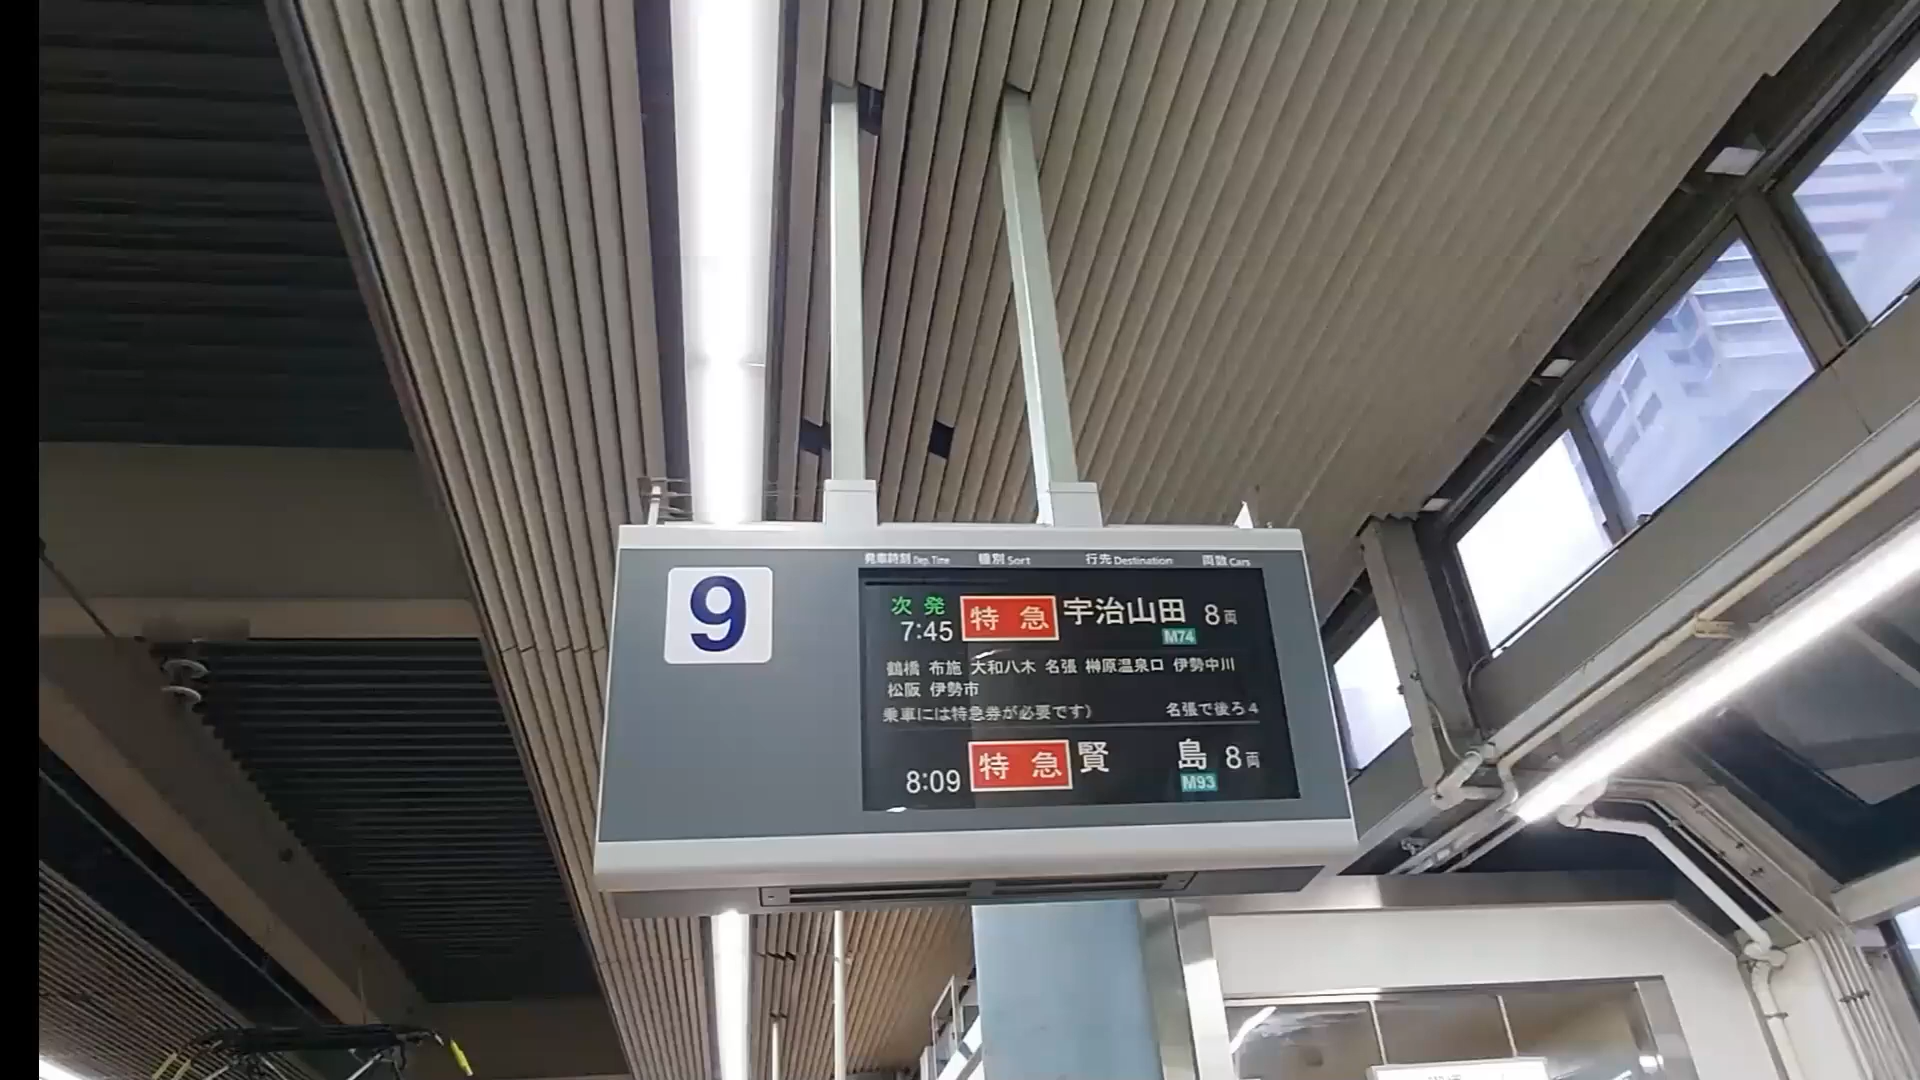 発車時刻 Dep. Time 種別 Sort 行先 Destination 両数 Cars
9
次発 特急 宇治山田 8両
7:45 M74
鶴橋 布施 大和八木 名張 榊原温泉口 伊勢中川
松阪 伊勢市
乗車には特急券が必要です） 名張で後ろ4
8:09 特急 賢島 8両
M93